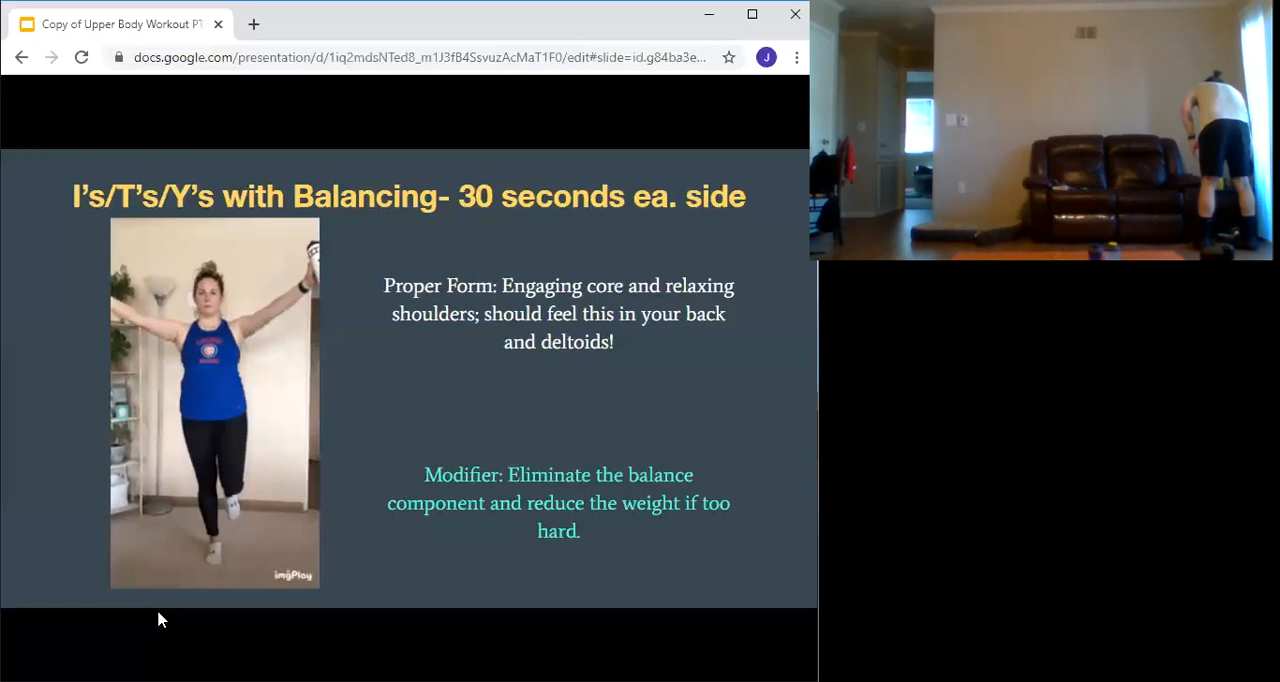 Copy of Upper Body Workout PT
docs.google.com/presentation/d/1iq2mdsNTed8_m1J3fB4SsvuzAcMaT1F0/edit#slide=id.g84ba3e...
J
I's/T's/Y's with Balancing- 30 seconds ea. side
Proper Form: Engaging core and relaxing
shoulders; should feel this in your back
and deltoids!
Modifier: Eliminate the balance
component and reduce the weight if too
hard.
imgPlay